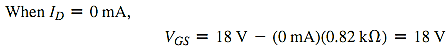 When I_D = 0 mA,
V_GS = 18 V − (0 mA)(0.82 kΩ) = 18 V